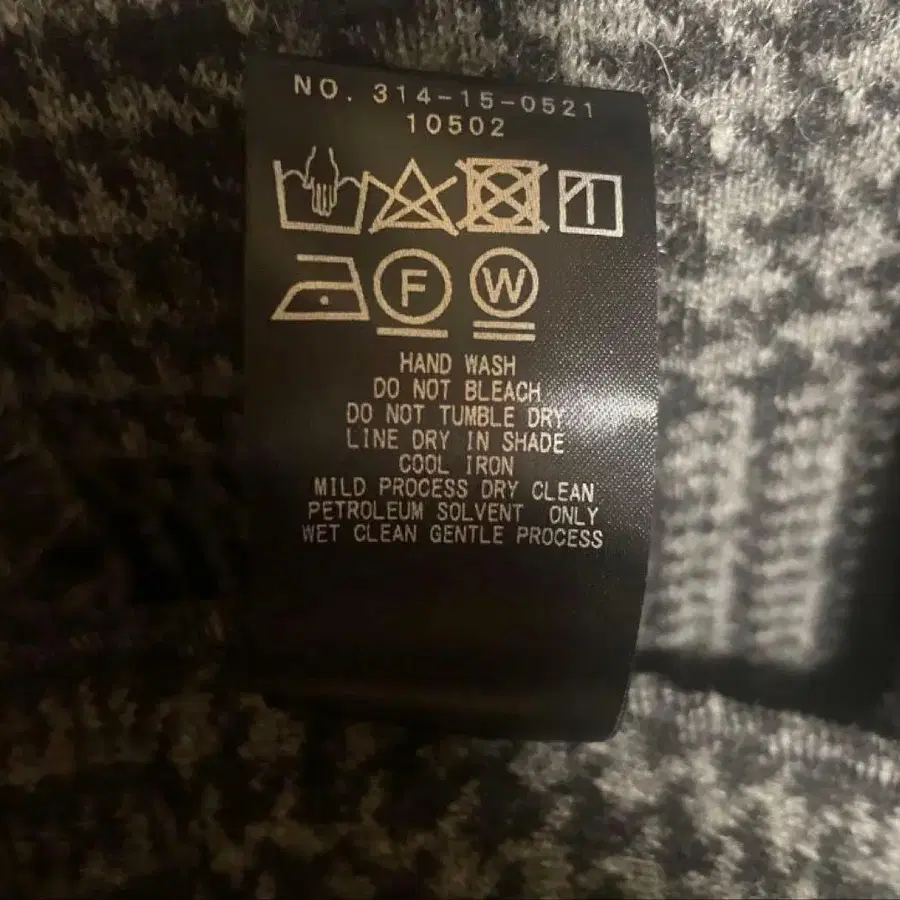 NO. 314-15-0521
10502
F W
HAND WASH
DO NOT BLEACH
DO NOT TUMBLE DRY
LINE DRY IN SHADE
COOL IRON
MILD PROCESS DRY CLEAN
PETROLEUM SOLVENT ONLY
WET CLEAN GENTLE PROCESS